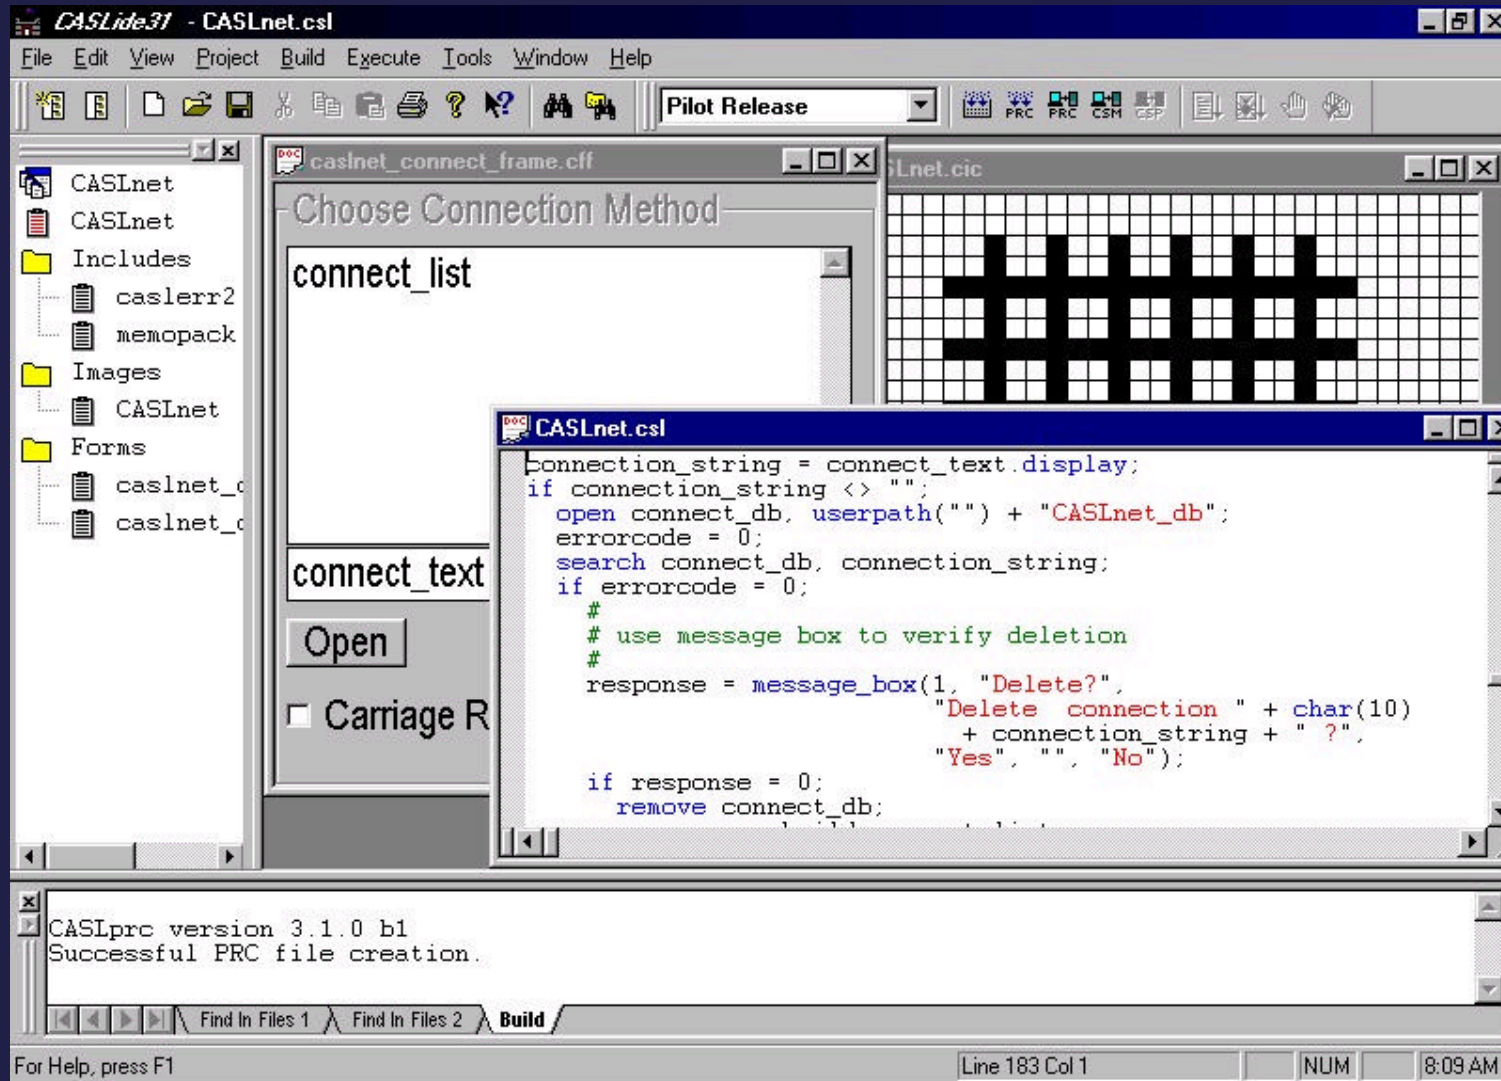 CASLide31 - CASLnet.csl
File Edit View Project Build Execute Tools Window Help
Pilot Release
PRC PRC CSM CSP
CASLnet
CASLnet
Includes
caslerr2
memopack
Images
CASLnet
Forms
caslnet_c
caslnet_c
DOC caslnet_connect_frame.cff
Choose Connection Method
connect_list
connect_text
Open
Carriage R
SLnet.cic
DOC CASLnet.csl
connection_string = connect_text.display;
if connection_string <> "";
open connect_db, userpath("") + "CASLnet_db";
errorcode = 0;
search connect_db, connection_string;
if errorcode = 0;
#
# use message box to verify deletion
#
response = message_box(1, "Delete?",
"Delete  connection " + char(10)
+ connection_string + " ?",
"Yes", "", "No");
if response = 0;
remove connect_db;
CASLprc version 3.1.0 b1
Successful PRC file creation.
Find In Files 1 Find In Files 2 Build
For Help, press F1 Line 183 Col 1 NUM 8:09 AM